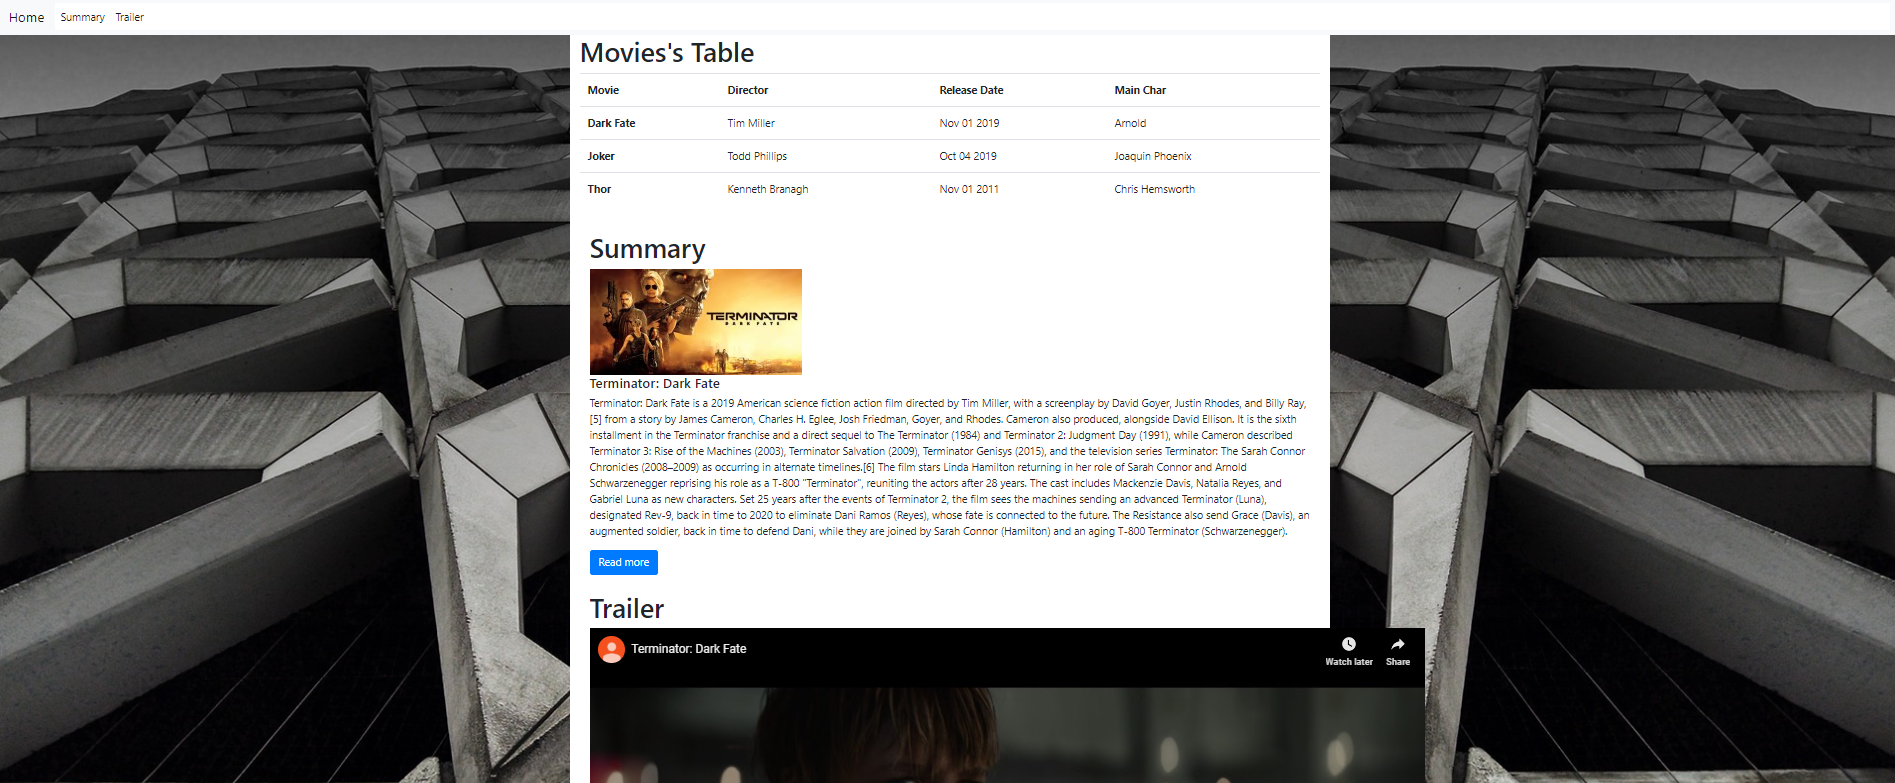 Home Summary Trailer
Movies's Table
Movie Director Release Date Main Char
Dark Fate Tim Miller Nov 01 2019 Arnold
Joker Todd Phillips Oct 04 2019 Joaquin Phoenix
Thor Kenneth Branagh Nov 01 2011 Chris Hemsworth
Summary
TERMINATOR
DARK FATE
Terminator: Dark Fate
Terminator: Dark Fate is a 2019 American science fiction action film directed by Tim Miller, with a screenplay by David Goyer, Justin Rhodes, and Billy Ray,
[5] from a story by James Cameron, Charles H. Eglee, Josh Friedman, Goyer, and Rhodes. Cameron also produced, alongside David Ellison. It is the sixth
installment in the Terminator franchise and a direct sequel to The Terminator (1984) and Terminator 2: Judgment Day (1991), while Cameron described
Terminator 3: Rise of the Machines (2003), Terminator Salvation (2009), Terminator Genisys (2015), and the television series Terminator: The Sarah Connor
Chronicles (2008–2009) as occurring in alternate timelines.[6] The film stars Linda Hamilton returning in her role of Sarah Connor and Arnold
Schwarzenegger reprising his role as a T-800 "Terminator", reuniting the actors after 28 years. The cast includes Mackenzie Davis, Natalia Reyes, and
Gabriel Luna as new characters. Set 25 years after the events of Terminator 2, the film sees the machines sending an advanced Terminator (Luna),
designated Rev-9, back in time to 2020 to eliminate Dani Ramos (Reyes), whose fate is connected to the future. The Resistance also send Grace (Davis), an
augmented soldier, back in time to defend Dani, while they are joined by Sarah Connor (Hamilton) and an aging T-800 Terminator (Schwarzenegger).
Read more
Trailer
Terminator: Dark Fate
Watch later Share